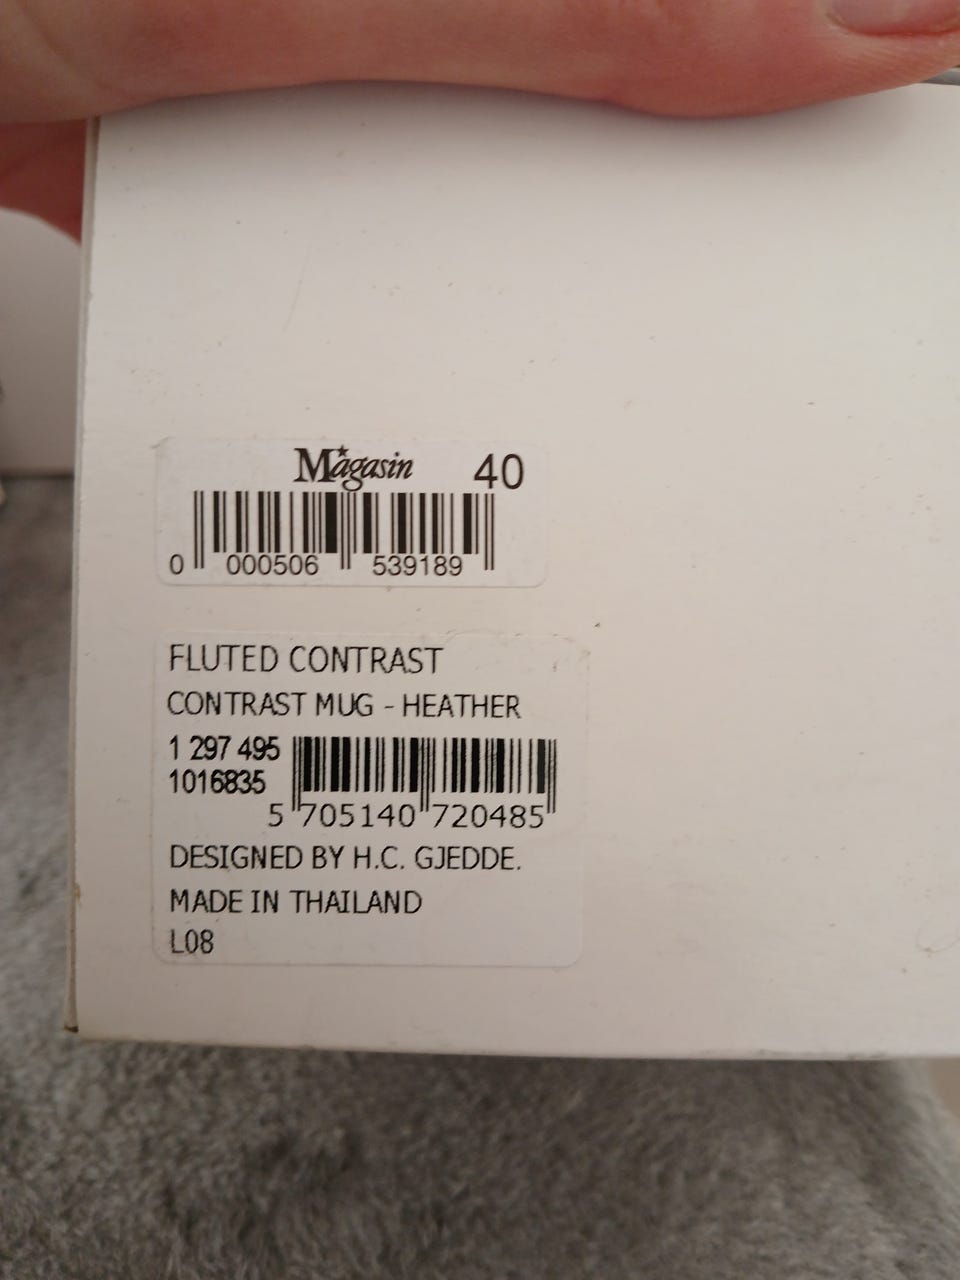 Magasin 40
0 000506 539189
FLUTED CONTRAST
CONTRAST MUG - HEATHER
1 297 495
1016835
5 705140 720485
DESIGNED BY H.C. GJEDDE.
MADE IN THAILAND
L08